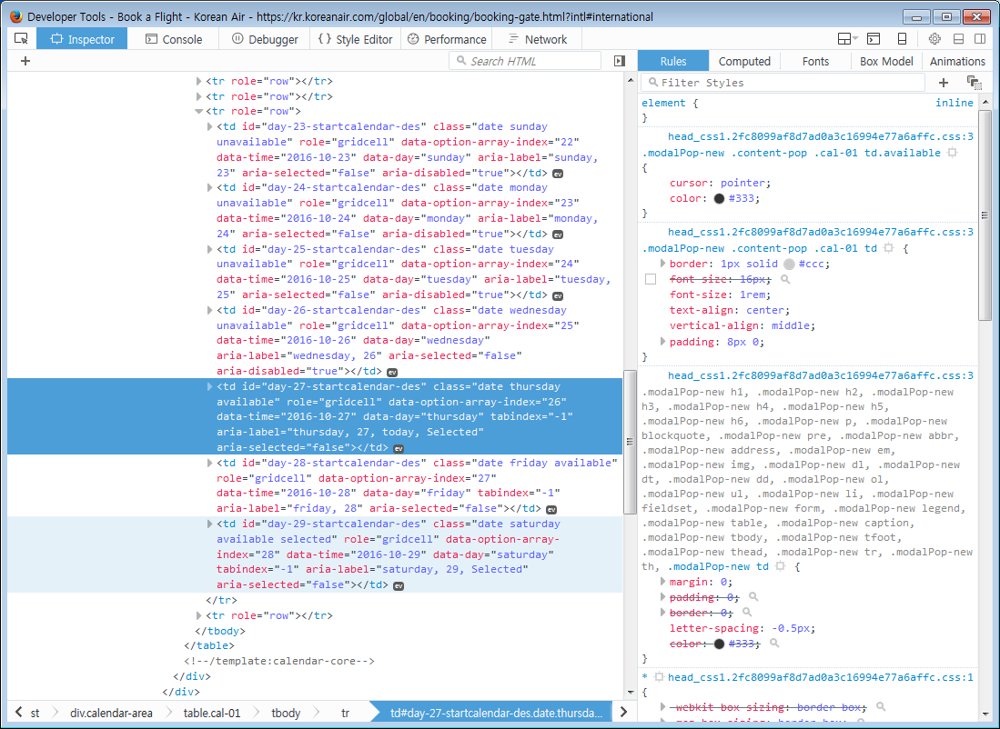 Developer Tools - Book a Flight - Korean Air - https://kr.koreanair.com/global/en/booking/booking-gate.html?intl#international
Inspector
Console
Debugger
{ } Style Editor
Performance
Network
+
Search HTML
<tr role="row"></tr>
<tr role="row"></tr>
<tr role="row">
<td id="day-23-startcalendar-des" class="date sunday
unavailable" role="gridcell" data-option-array-index="22"
data-time="2016-10-23" data-day="sunday" aria-label="sunday,
23" aria-selected="false" aria-disabled="true"></td> ev
<td id="day-24-startcalendar-des" class="date monday
unavailable" role="gridcell" data-option-array-index="23"
data-time="2016-10-24" data-day="monday" aria-label="monday,
24" aria-selected="false" aria-disabled="true"></td> ev
<td id="day-25-startcalendar-des" class="date tuesday
unavailable" role="gridcell" data-option-array-index="24"
data-time="2016-10-25" data-day="tuesday" aria-label="tuesday,
25" aria-selected="false" aria-disabled="true"></td> ev
<td id="day-26-startcalendar-des" class="date wednesday
unavailable" role="gridcell" data-option-array-index="25"
data-time="2016-10-26" data-day="wednesday"
aria-label="wednesday, 26" aria-selected="false"
aria-disabled="true"></td> ev
<td id="day-27-startcalendar-des" class="date thursday
available" role="gridcell" data-option-array-index="26"
data-time="2016-10-27" data-day="thursday" tabindex="-1"
aria-label="thursday, 27, today, Selected"
aria-selected="false"></td> ev
<td id="day-28-startcalendar-des" class="date friday available"
role="gridcell" data-option-array-index="27"
data-time="2016-10-28" data-day="friday" tabindex="-1"
aria-label="friday, 28" aria-selected="false"></td> ev
<td id="day-29-startcalendar-des" class="date saturday
available selected" role="gridcell" data-option-array-
index="28" data-time="2016-10-29" data-day="saturday"
tabindex="-1" aria-label="saturday, 29, Selected"
aria-selected="false"></td> ev
</tr>
<tr role="row"></tr>
</tbody>
</table>
<!--/template:calendar-core-->
</div>
</div>
st
div.calendar-area
table.cal-01
tbody
tr
td#day-27-startcalendar-des.date.thursda...
Rules
Computed
Fonts
Box Model
Animations
Filter Styles
+
element {
inline
}
head_css1.2fc8099af8d7ad0a3c16994e77a6affc.css:3
.modalPop-new .content-pop .cal-01 td.available
{
cursor: pointer;
color: #333;
}
head_css1.2fc8099af8d7ad0a3c16994e77a6affc.css:3
.modalPop-new .content-pop .cal-01 td {
border: 1px solid #ccc;
font-size: 16px;
font-size: 1rem;
text-align: center;
vertical-align: middle;
padding: 8px 0;
}
head_css1.2fc8099af8d7ad0a3c16994e77a6affc.css:3
.modalPop-new h1, .modalPop-new h2, .modalPop-new
h3, .modalPop-new h4, .modalPop-new h5,
.modalPop-new h6, .modalPop-new p, .modalPop-new
blockquote, .modalPop-new pre, .modalPop-new abbr,
.modalPop-new address, .modalPop-new em,
.modalPop-new img, .modalPop-new dl, .modalPop-new
dt, .modalPop-new dd, .modalPop-new ol,
.modalPop-new ul, .modalPop-new li, .modalPop-new
fieldset, .modalPop-new form, .modalPop-new legend,
.modalPop-new table, .modalPop-new caption,
.modalPop-new tbody, .modalPop-new tfoot,
.modalPop-new thead, .modalPop-new tr, .modalPop-new
th, .modalPop-new td {
margin: 0;
padding: 0;
border: 0;
letter-spacing: -0.5px;
color: #333;
}
* head_css1.2fc8099af8d7ad0a3c16994e77a6affc.css:1
{
-webkit-box-sizing: border-box;
-moz-box-sizing: border-box;